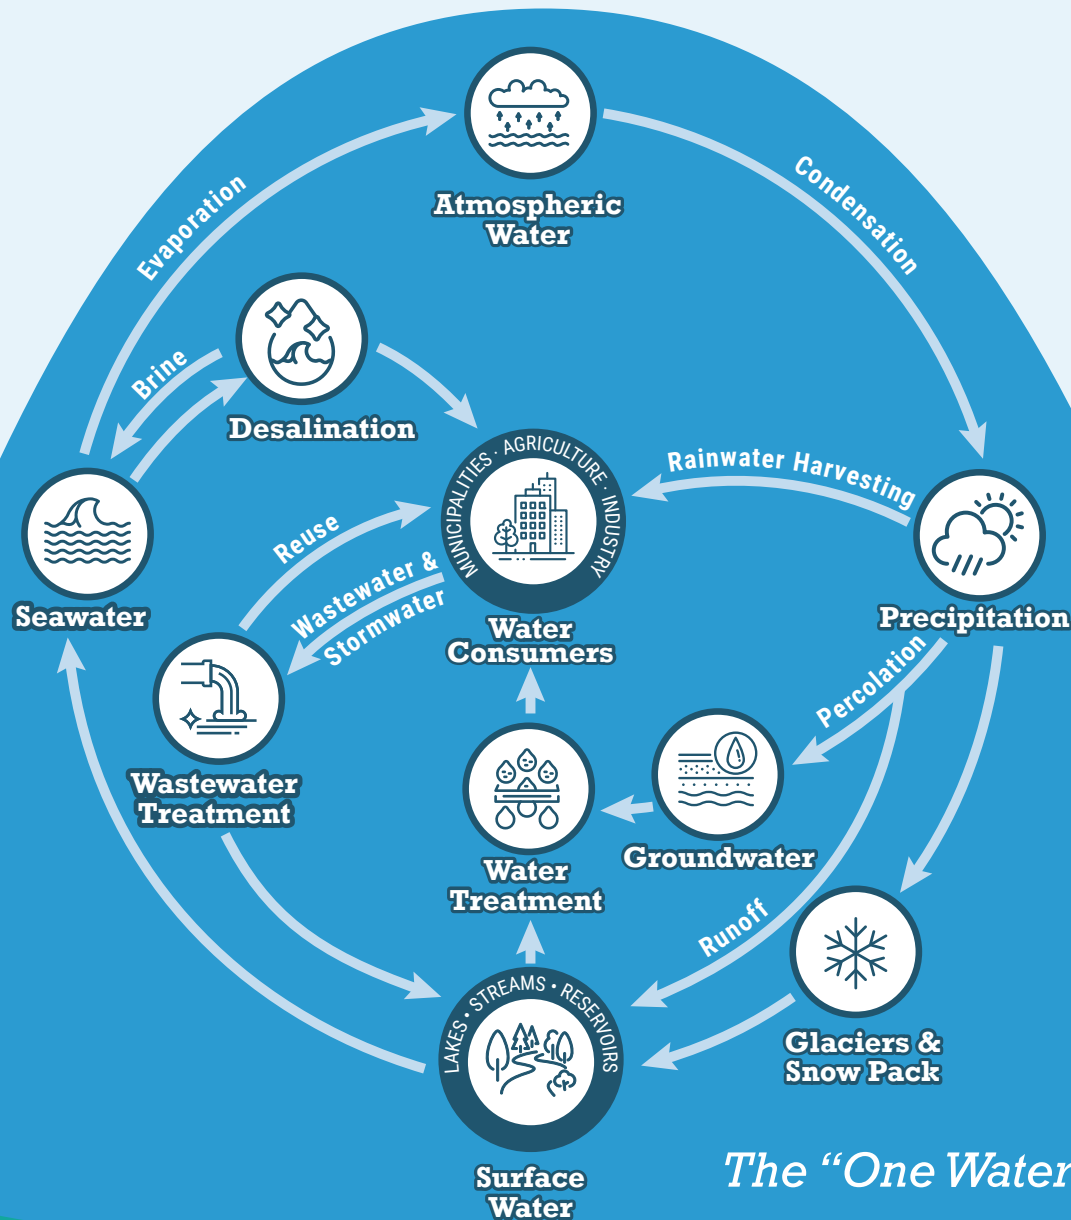 Atmospheric
Water
Evaporation
Condensation
Brine
Desalination
MUNICIPALITIES · AGRICULTURE · INDUSTRY
Rainwater Harvesting
Reuse
Wastewater &
Stormwater
Seawater
Water
Consumers
Precipitation
Percolation
Wastewater
Treatment
Groundwater
Water
Treatment
Runoff
LAKES • STREAMS • RESERVOIRS
Glaciers &
Snow Pack
Surface
Water
The “One Water